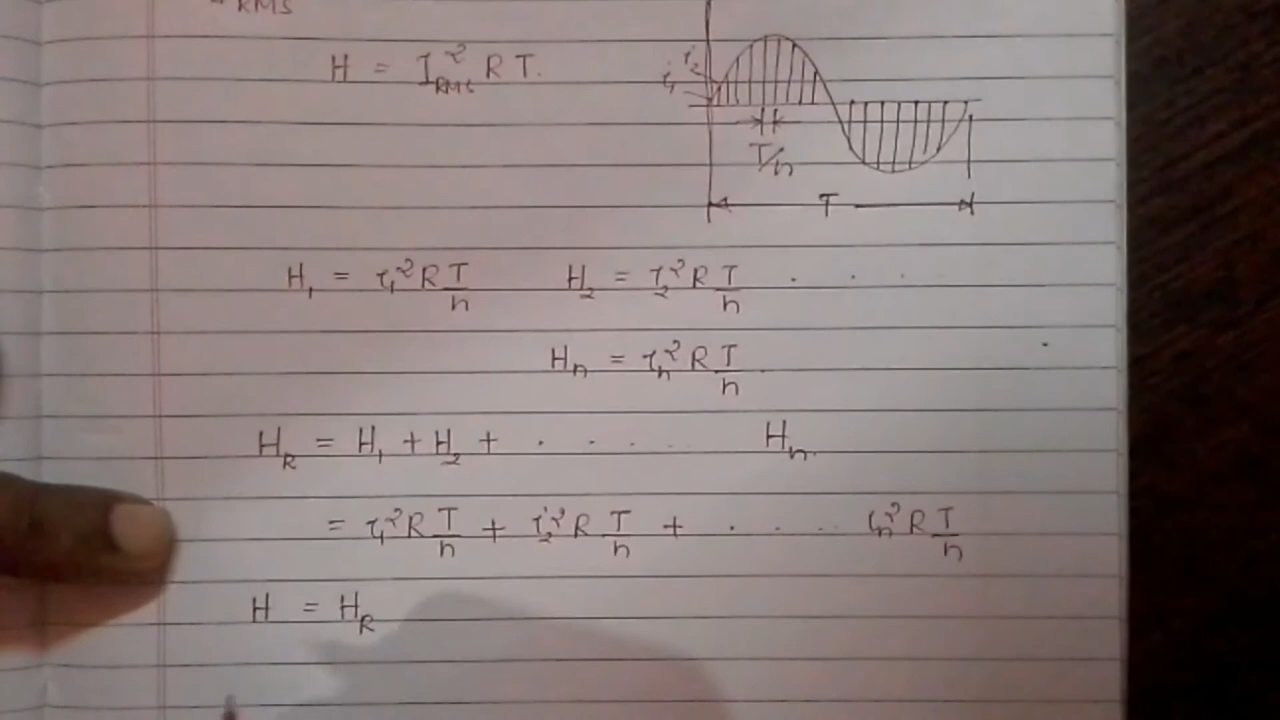 RMS
H = I²RMS R T.
i₁ i₂
T/n
T
H₁ = i₁² R T/n H₂ = i₂² R T/n . . .
Hn = in² R T/n
HR = H₁ + H₂ + . . . . . Hn.
= i₁² R T/n + i₂² R T/n + . . . . in² R T/n
H = HR